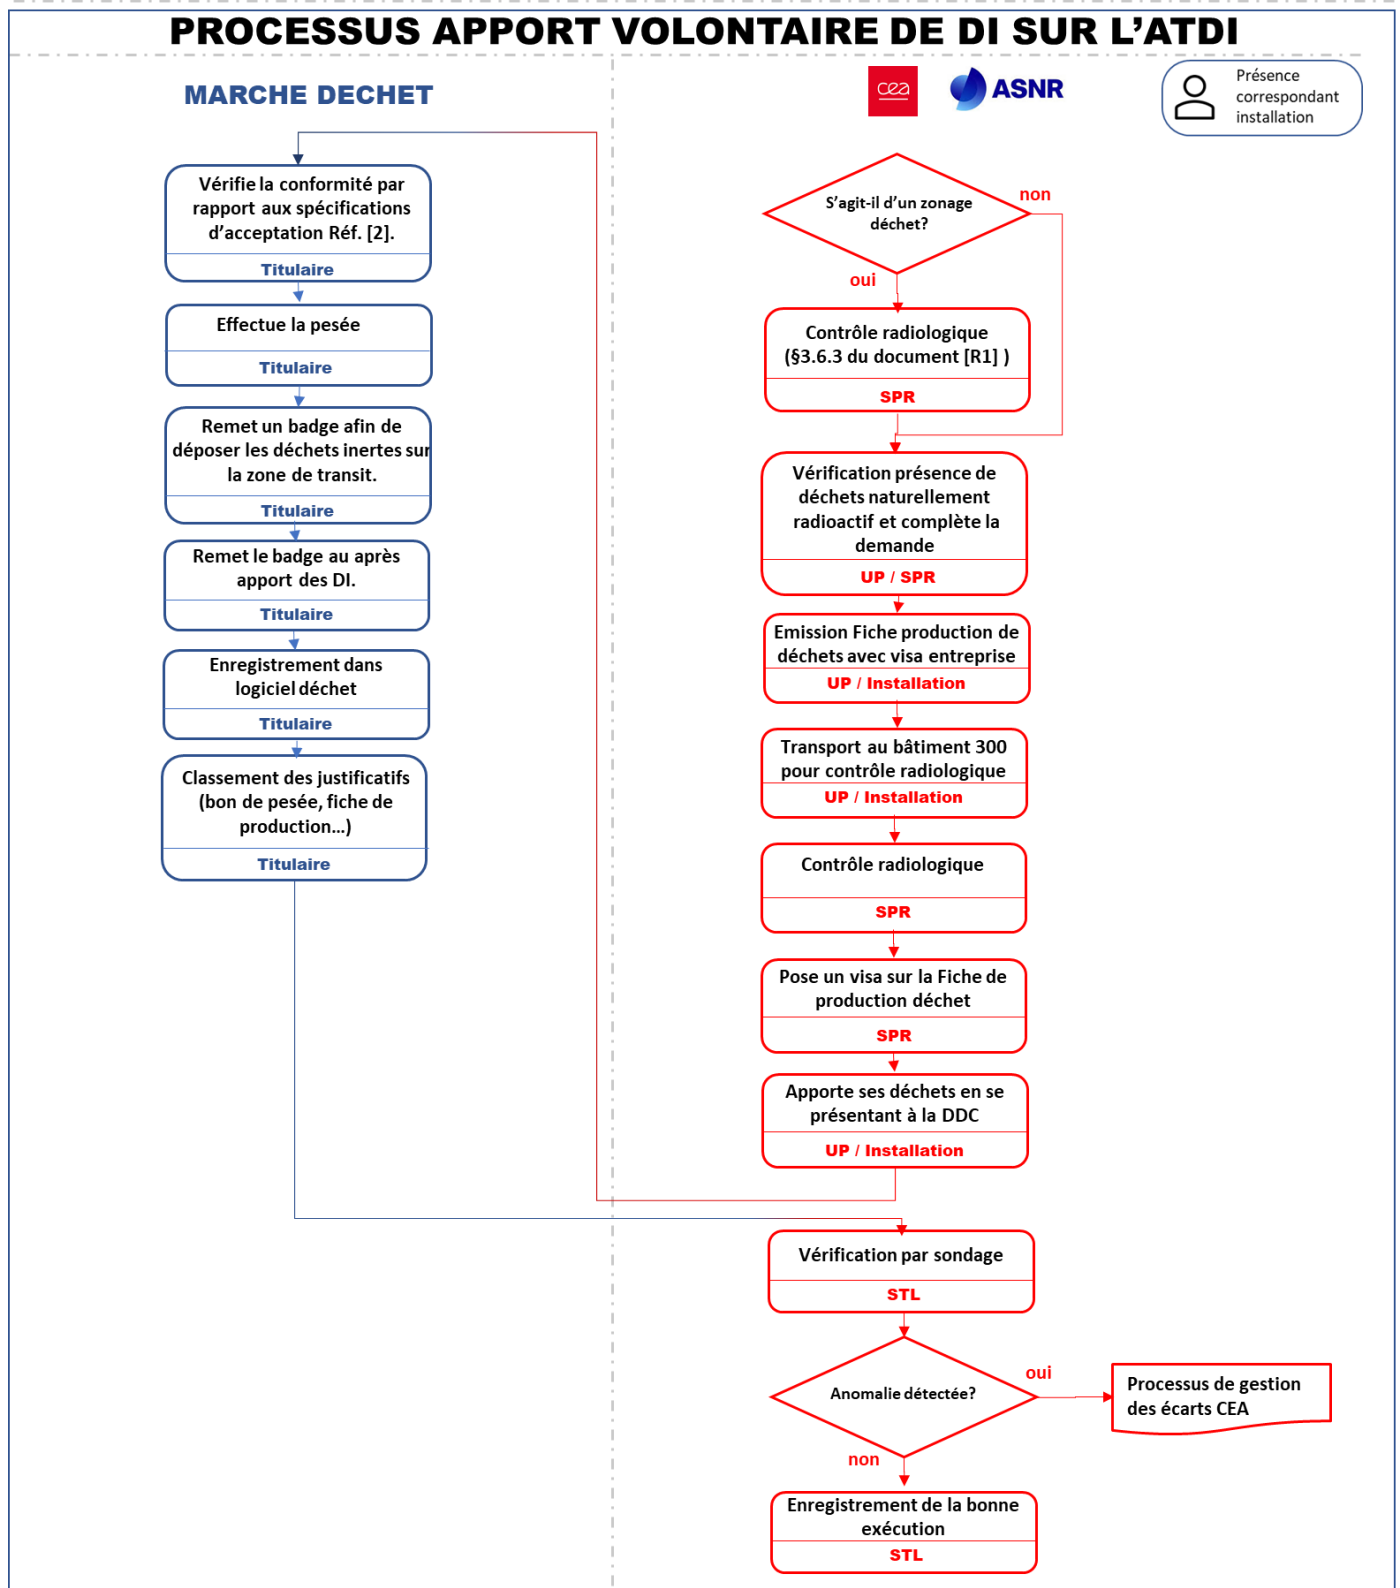 PROCESSUS APPORT VOLONTAIRE DE DI SUR L'ATDI
MARCHE DECHET
cea
ASNR
Présence
correspondant
installation
Vérifie la conformité par
rapport aux spécifications
d'acceptation Réf. [2].
Titulaire
Effectue la pesée
Titulaire
Remet un badge afin de
déposer les déchets inertes sur
la zone de transit.
Titulaire
Remet le badge au après
apport des DI.
Titulaire
Enregistrement dans
logiciel déchet
Titulaire
Classement des justificatifs
(bon de pesée, fiche de
production...)
Titulaire
S'agit-il d'un zonage
déchet?
non
oui
Contrôle radiologique
(§3.6.3 du document [R1] )
SPR
Vérification présence de
déchets naturellement
radioactif et complète la
demande
UP / SPR
Emission Fiche production de
déchets avec visa entreprise
UP / Installation
Transport au bâtiment 300
pour contrôle radiologique
UP / Installation
Contrôle radiologique
SPR
Pose un visa sur la Fiche de
production déchet
SPR
Apporte ses déchets en se
présentant à la DDC
UP / Installation
Vérification par sondage
STL
Anomalie détectée?
oui
Processus de gestion
des écarts CEA
non
Enregistrement de la bonne
exécution
STL